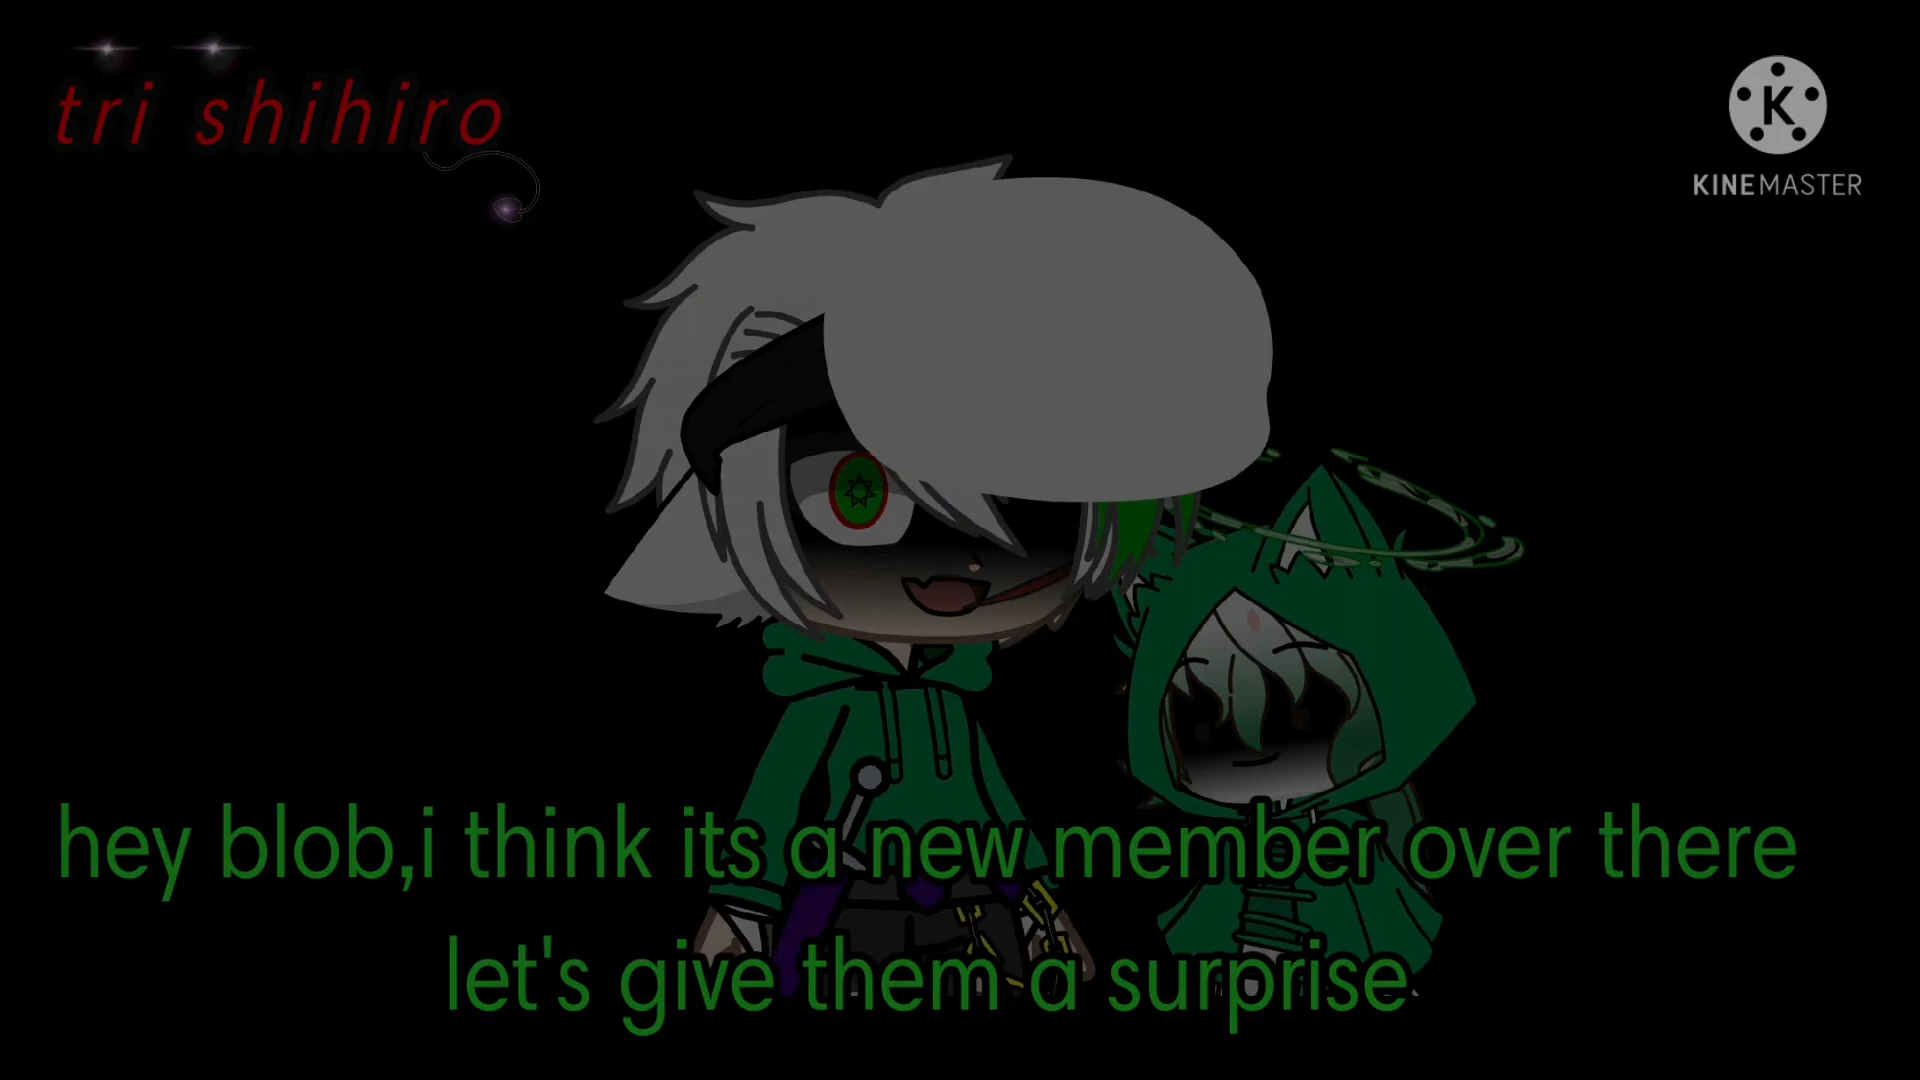 tri shihiro
K
KINEMASTER
hey blob,i think its a new member over there
let's give them a surprise